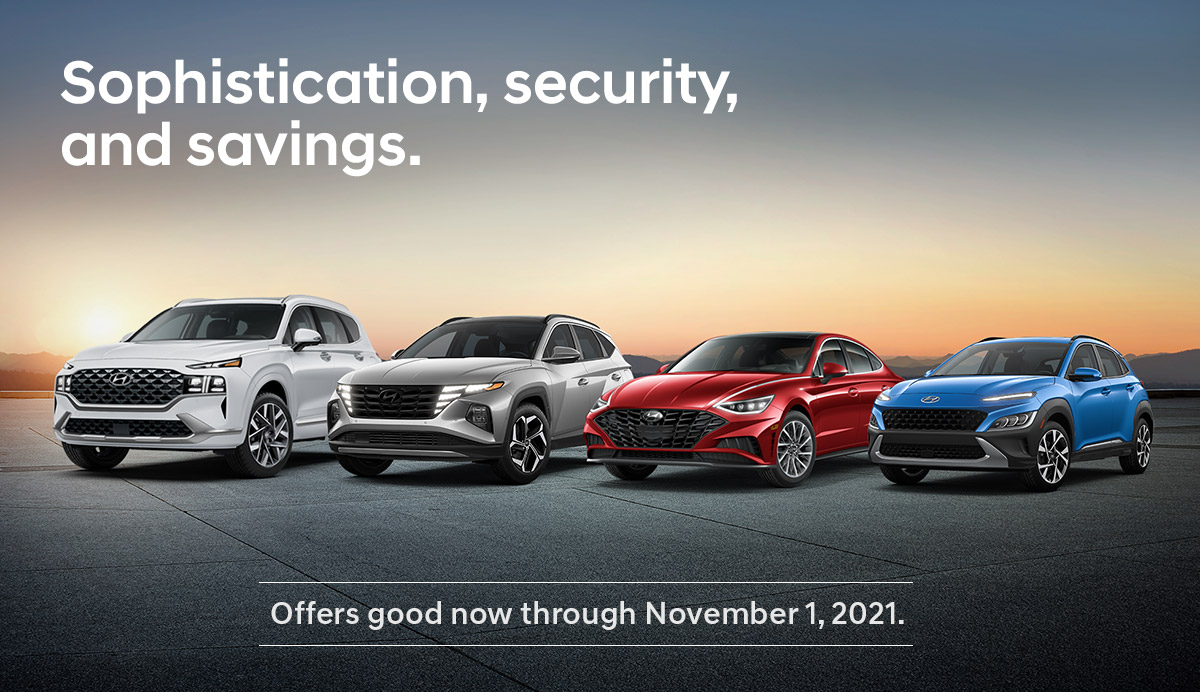 Sophistication, security,
and savings.
Offers good now through November 1, 2021.